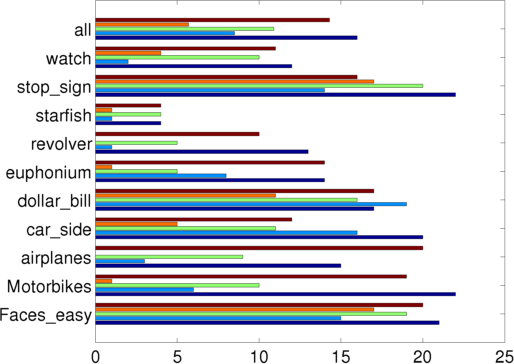 all
watch
stop_sign
starfish
revolver
euphonium
dollar_bill
car_side
airplanes
Motorbikes
Faces_easy
0 5 10 15 20 25